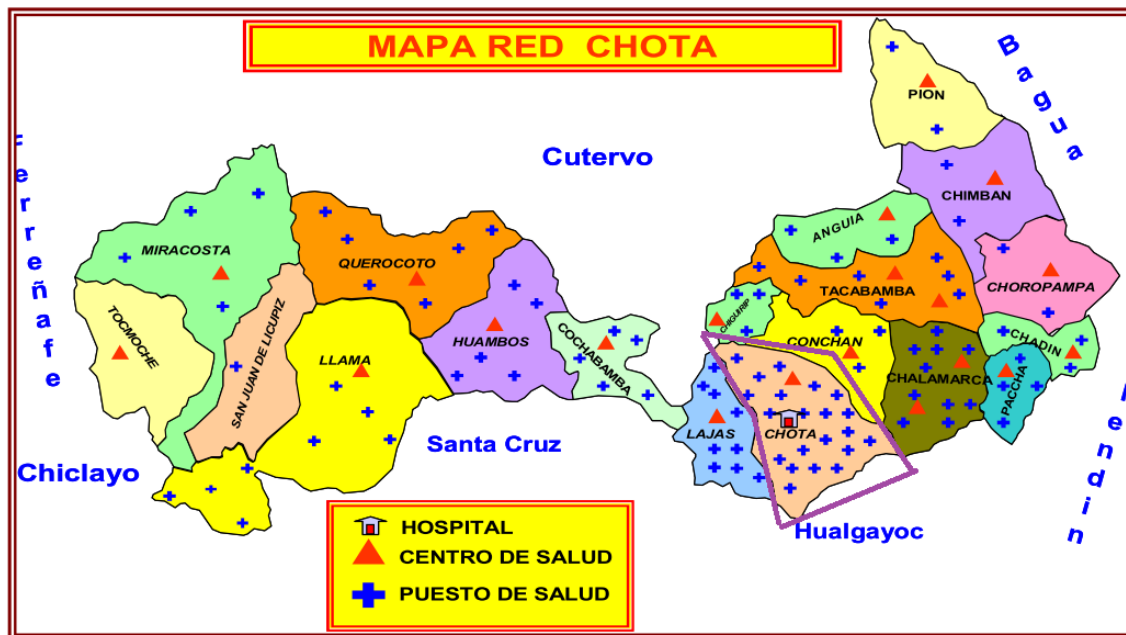 MAPA RED CHOTA
Bagua
Ferreñafe
Cutervo
PION
CHIMBAN
ANGUIA
MIRACOSTA
QUEROCOTO
TACABAMBA
CHOROPAMPA
TOCMOCHE
SAN JUAN DE LICUPIZ
LLAMA
HUAMBOS
COCHABAMBA
CHIGUIRIP
CONCHAN
CHADIN
CHALAMARCA
PACCHA
LAJAS
CHOTA
Chiclayo
Santa Cruz
Hualgayoc
endin
HOSPITAL
CENTRO DE SALUD
PUESTO DE SALUD